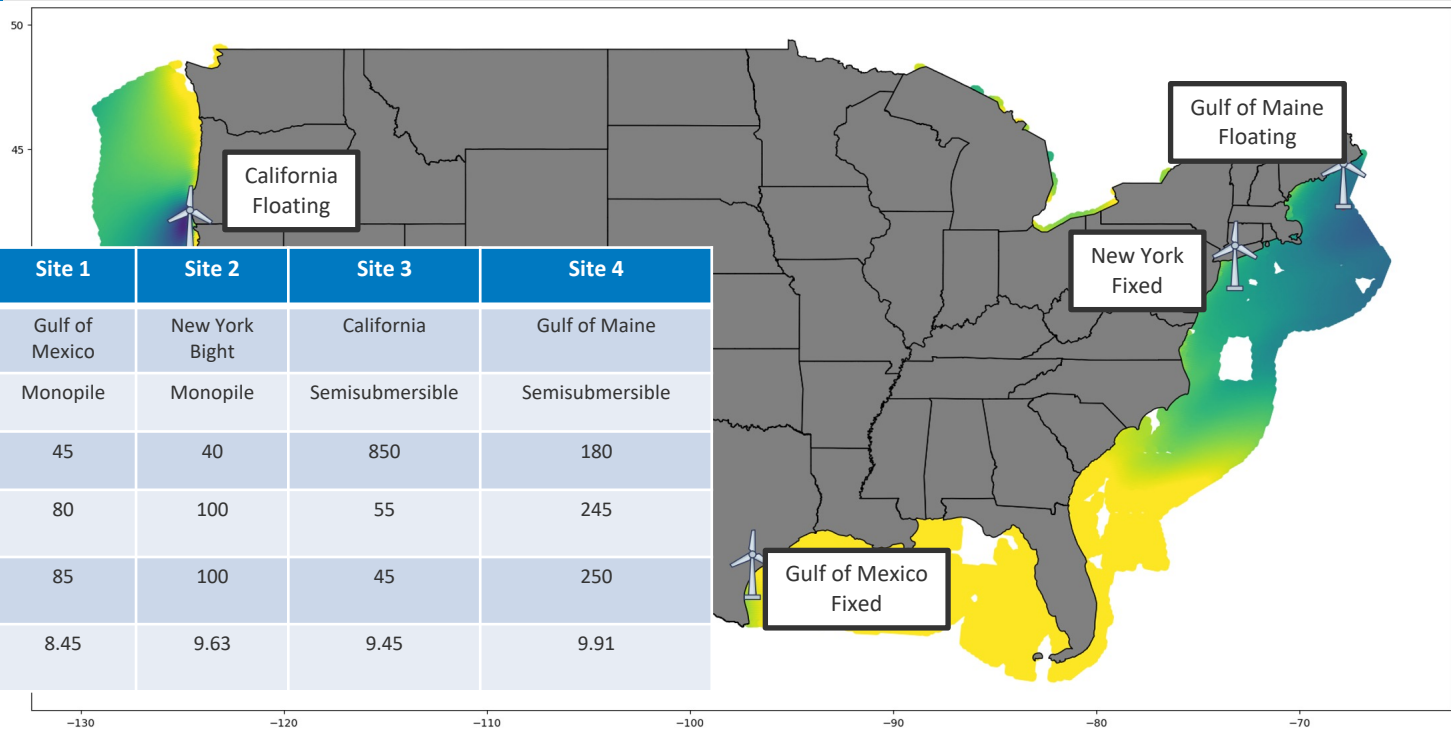 50
45
California
Floating
Gulf of Maine
Floating
New York
Fixed
Gulf of Mexico
Fixed
Site 1 Site 2 Site 3 Site 4
Gulf of
Mexico
New York
Bight
California
Gulf of Maine
Monopile Monopile Semisubmersible Semisubmersible
45 40 850 180
80 100 55 245
85 100 45 250
8.45 9.63 9.45 9.91
−130 −120 −110 −100 −90 −80 −70